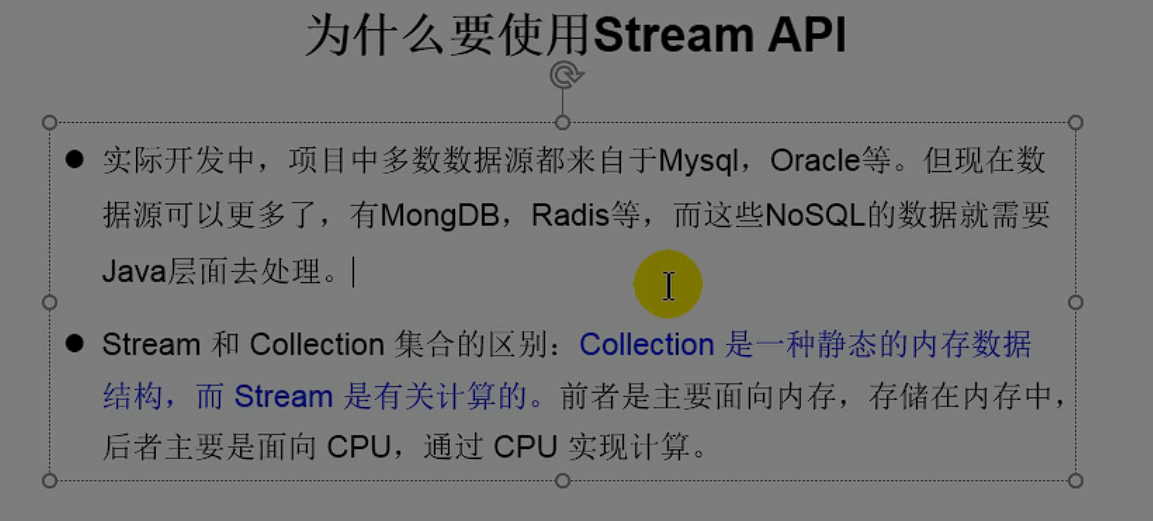 为什么要使用Stream API
● 实际开发中，项目中多数数据源都来自于Mysql，Oracle等。但现在数
据源可以更多了，有MongDB，Radis等，而这些NoSQL的数据就需要
Java层面去处理。
● Stream 和 Collection 集合的区别：Collection 是一种静态的内存数据
结构，而 Stream 是有关计算的。前者是主要面向内存，存储在内存中，
后者主要是面向 CPU，通过 CPU 实现计算。